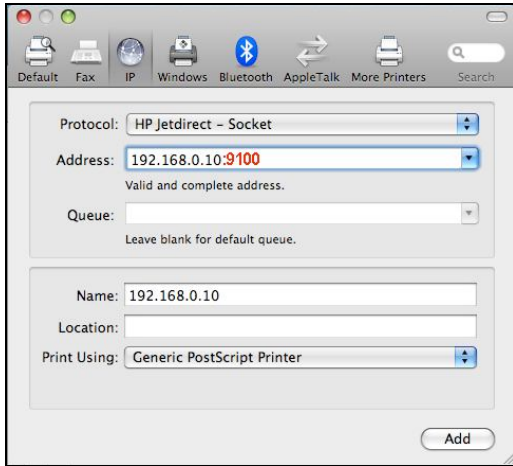 Default Fax IP Windows Bluetooth AppleTalk More Printers Search
Protocol: HP Jetdirect – Socket
Address: 192.168.0.10:9100
Valid and complete address.
Queue:
Leave blank for default queue.
Name: 192.168.0.10
Location:
Print Using: Generic PostScript Printer
Add